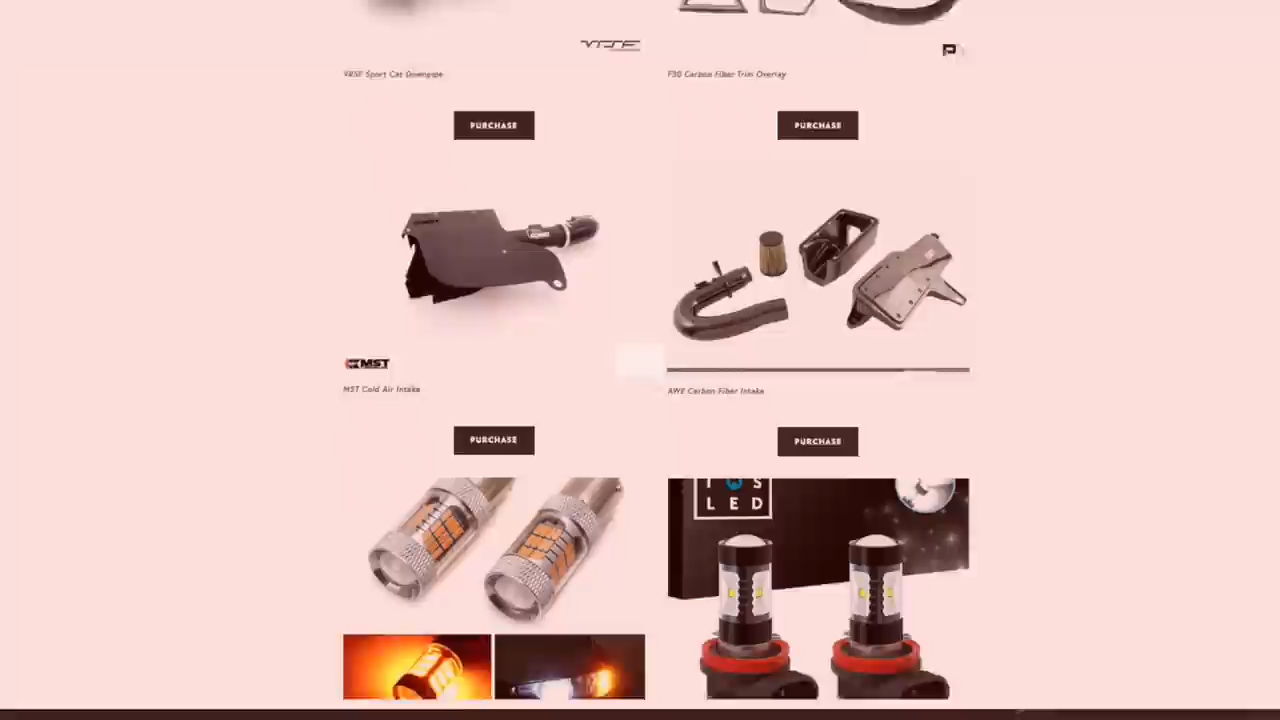 VRSF
P
VRSF Sport Cat Downpipe
F30 Carbon Fiber Trim Overlay
PURCHASE
PURCHASE
MST
MST Cold Air Intake
AWE Carbon Fiber Intake
PURCHASE
PURCHASE
LED